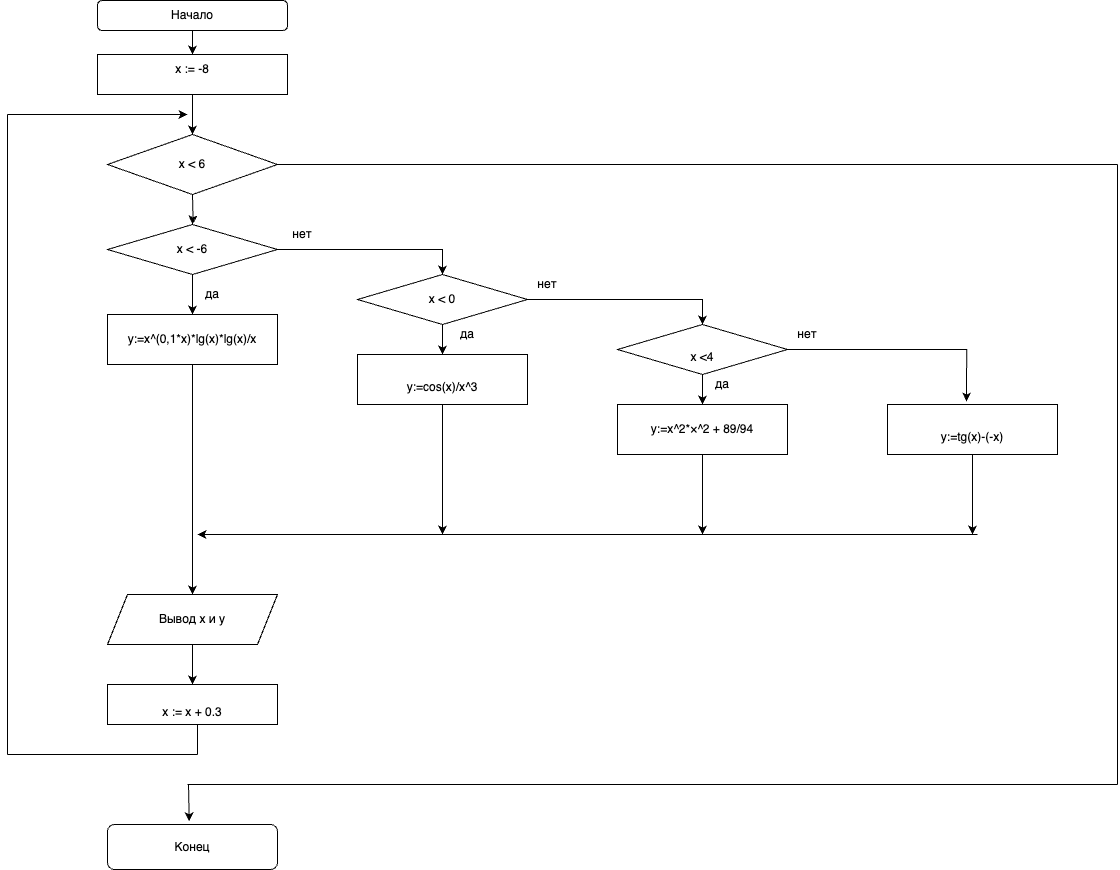 Начало
x := -8
x < 6
x < -6
нет
да
x < 0
нет
да
x <4
нет
да
y:=x^(0,1*x)*lg(x)*lg(x)/x
y:=cos(x)/x^3
y:=x^2*x^2 + 89/94
y:=tg(x)-(-x)
Вывод x и y
x := x + 0.3
Конец